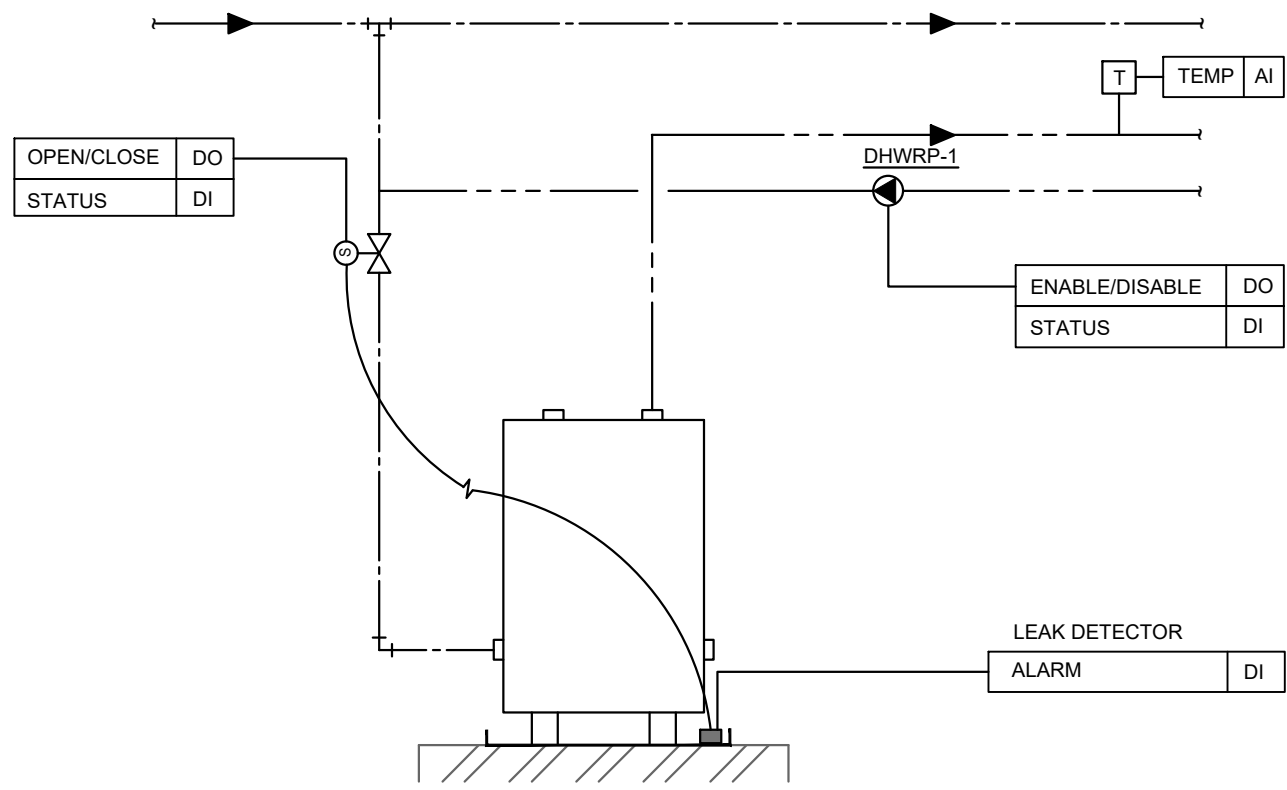 T TEMP AI
OPEN/CLOSE DO
STATUS DI
DHWRP-1
S
ENABLE/DISABLE DO
STATUS DI
LEAK DETECTOR
ALARM DI